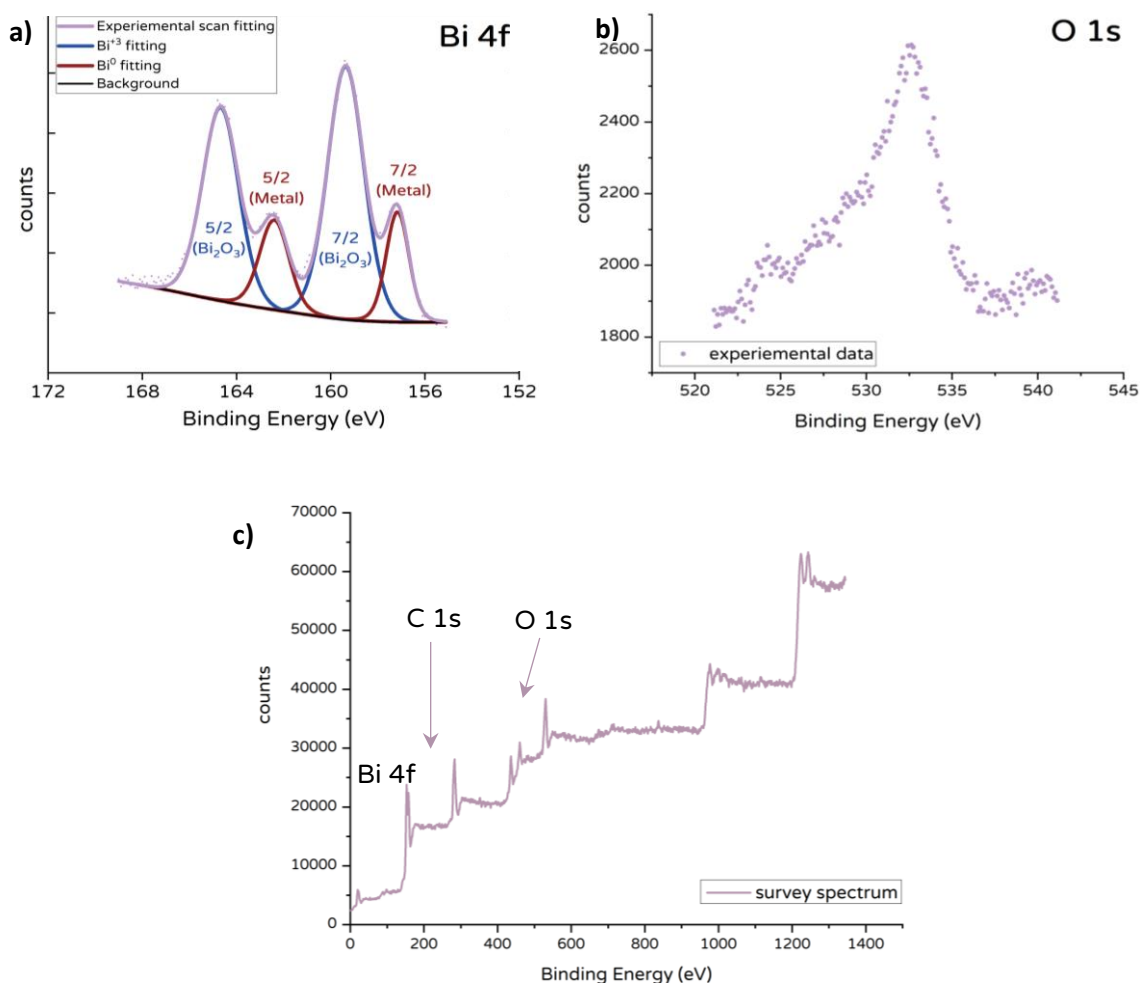 a)
Experiemental scan fitting
Bi+3 fitting
Bi0 fitting
Background
Bi 4f
5/2
(Metal)
7/2
(Metal)
5/2
(Bi2O3)
7/2
(Bi2O3)
counts
172
168
164
160
156
152
Binding Energy (eV)
b)
O 1s
2600
2400
2200
2000
1800
counts
experiemental data
520
525
530
535
540
545
Binding Energy (eV)
c)
70000
60000
50000
40000
30000
20000
10000
0
counts
C 1s
O 1s
Bi 4f
survey spectrum
0
200
400
600
800
1000
1200
1400
Binding Energy (eV)